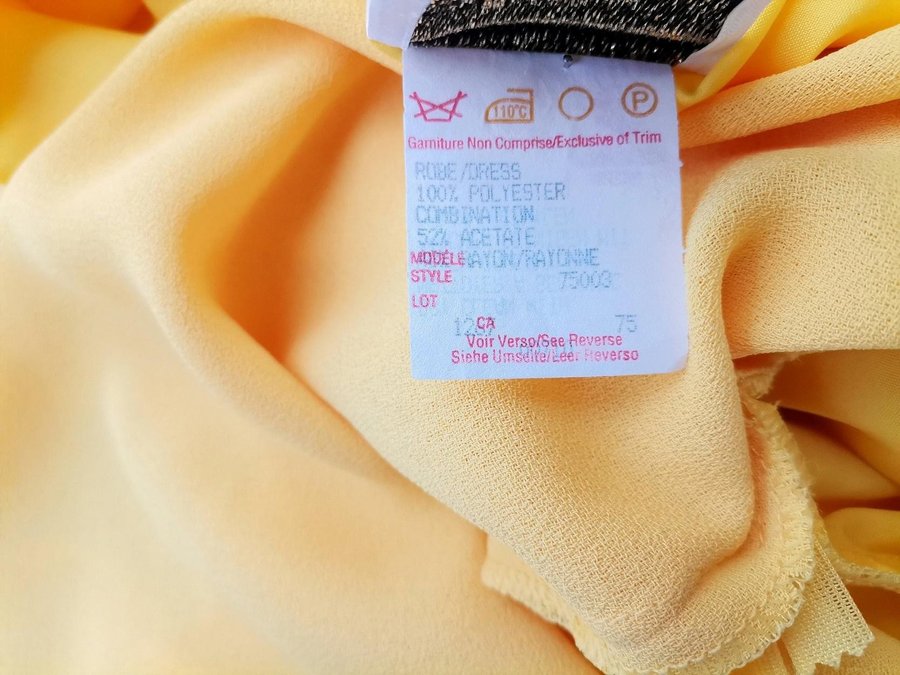 110°C P
Garniture Non Comprise/Exclusive of Trim
ROBE/DRESS
100% POLYESTER
COMBINATION
52% ACETATE
MODÈLE RAYON/RAYONNE
STYLE 75003
LOT
CA 75
Voir Verso/See Reverse
Siehe Umseite/Leer Reverso